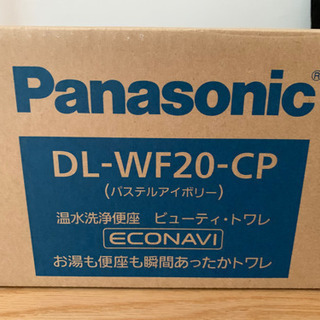 Panasonic®
DL-WF20-CP
(パステルアイボリー)
温水洗浄便座 ビューティ・トワレ
ECONAVI
お湯も便座も瞬間あったかトワレ